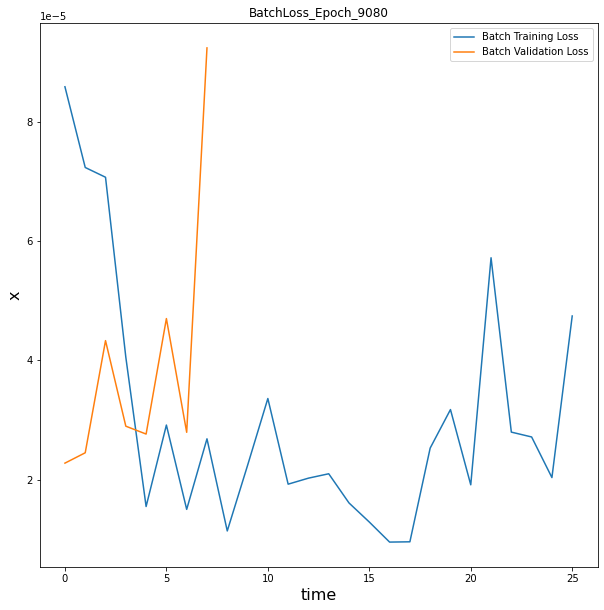 BatchLoss_Epoch_9080
1e−5
Batch Training Loss
Batch Validation Loss
8
6
4
2
x
0 5 10 15 20 25
time